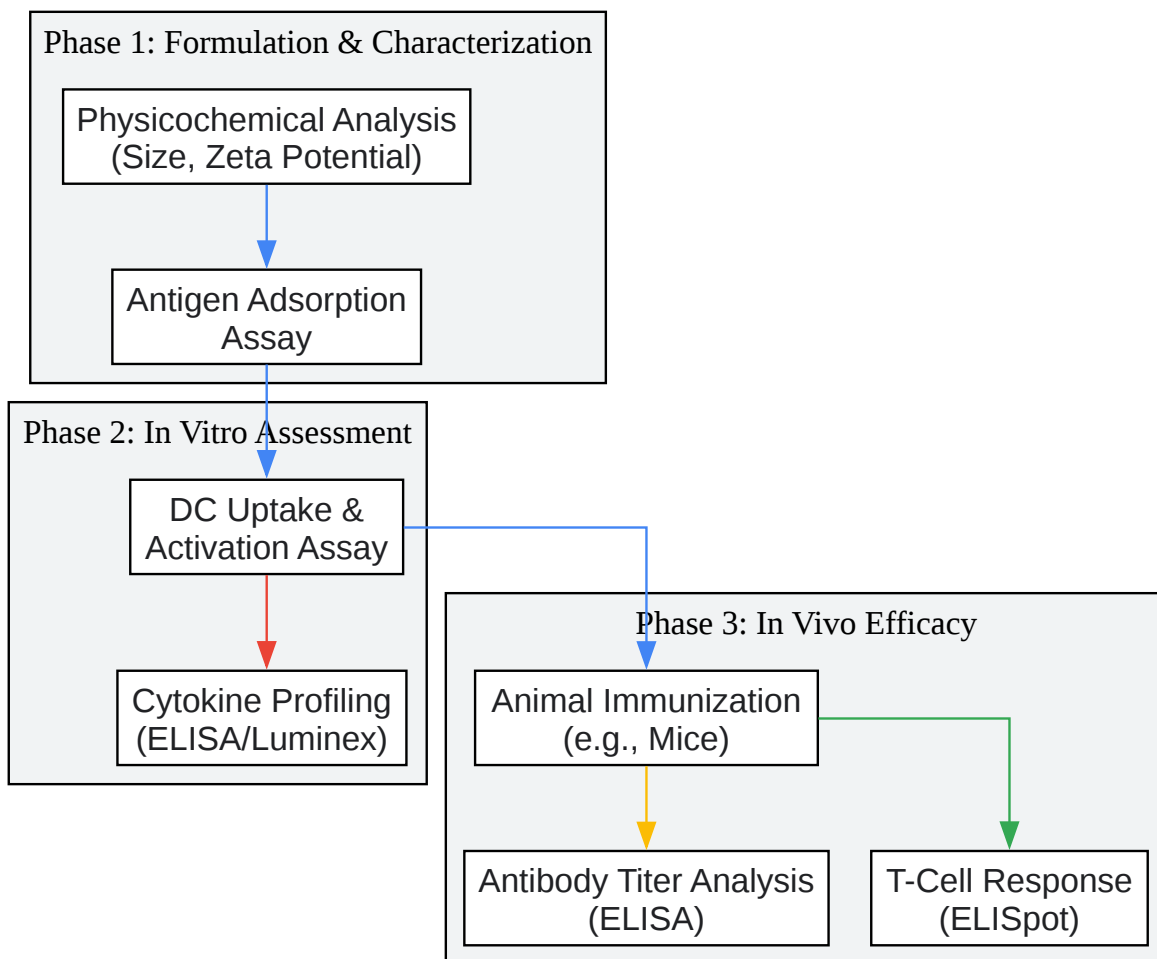 Phase 1: Formulation & Characterization
Physicochemical Analysis
(Size, Zeta Potential)
Antigen Adsorption
Assay
Phase 2: In Vitro Assessment
DC Uptake &
Activation Assay
Cytokine Profiling
(ELISA/Luminex)
Phase 3: In Vivo Efficacy
Animal Immunization
(e.g., Mice)
Antibody Titer Analysis
(ELISA)
T-Cell Response
(ELISpot)